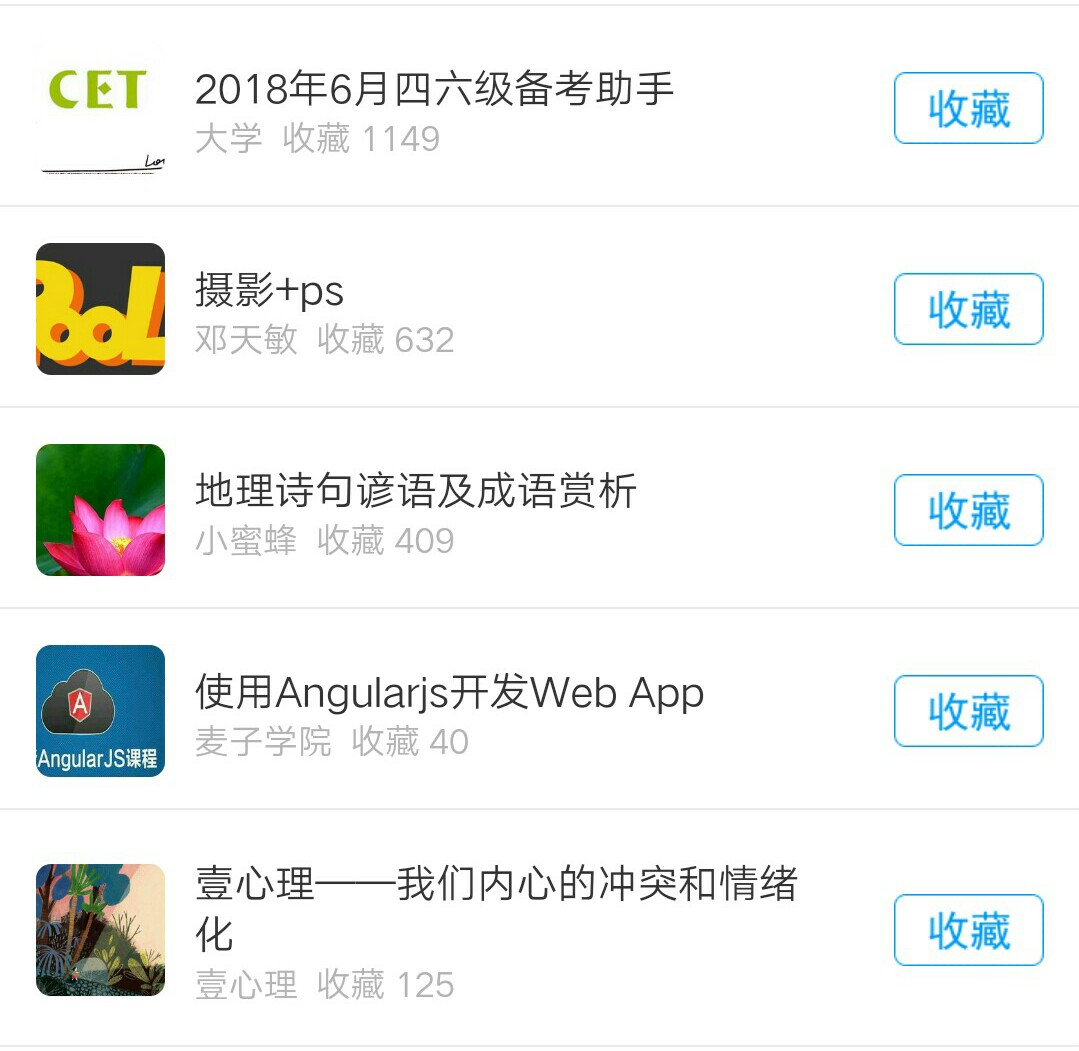 CET
2018年6月四六级备考助手
大学 收藏 1149
收藏
摄影+ps
邓天敏 收藏 632
收藏
地理诗句谚语及成语赏析
小蜜蜂 收藏 409
收藏
使用Angularjs开发Web App
麦子学院 收藏 40
A
AngularJS课程
收藏
壹心理——我们内心的冲突和情绪
化
壹心理 收藏 125
收藏